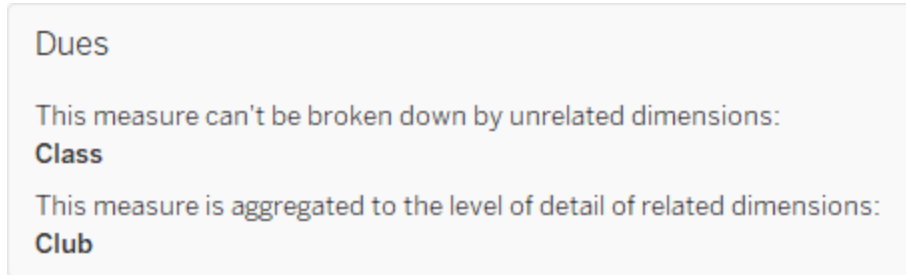 Dues
This measure can't be broken down by unrelated dimensions:
Class
This measure is aggregated to the level of detail of related dimensions:
Club